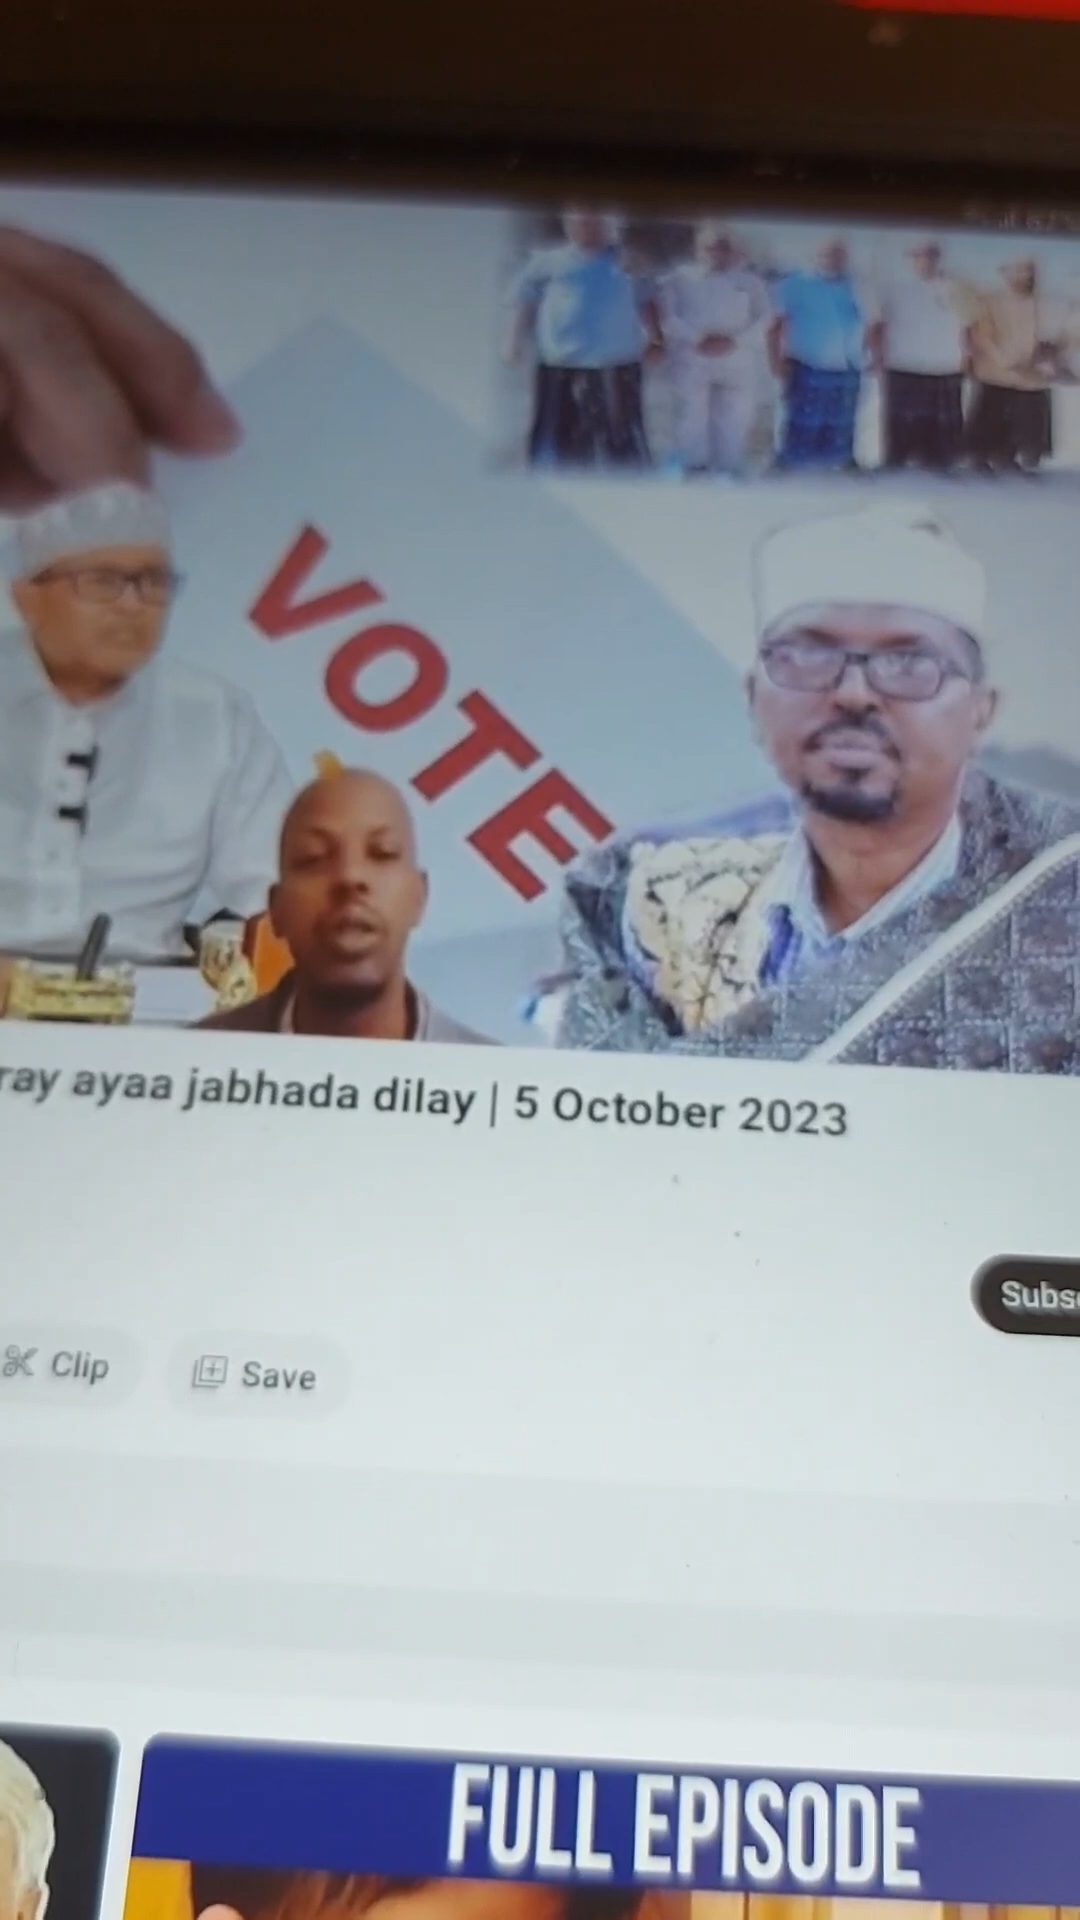 VOTE
ray ayaa jabhada dilay | 5 October 2023
Subs
Clip
Save
FULL EPISODE